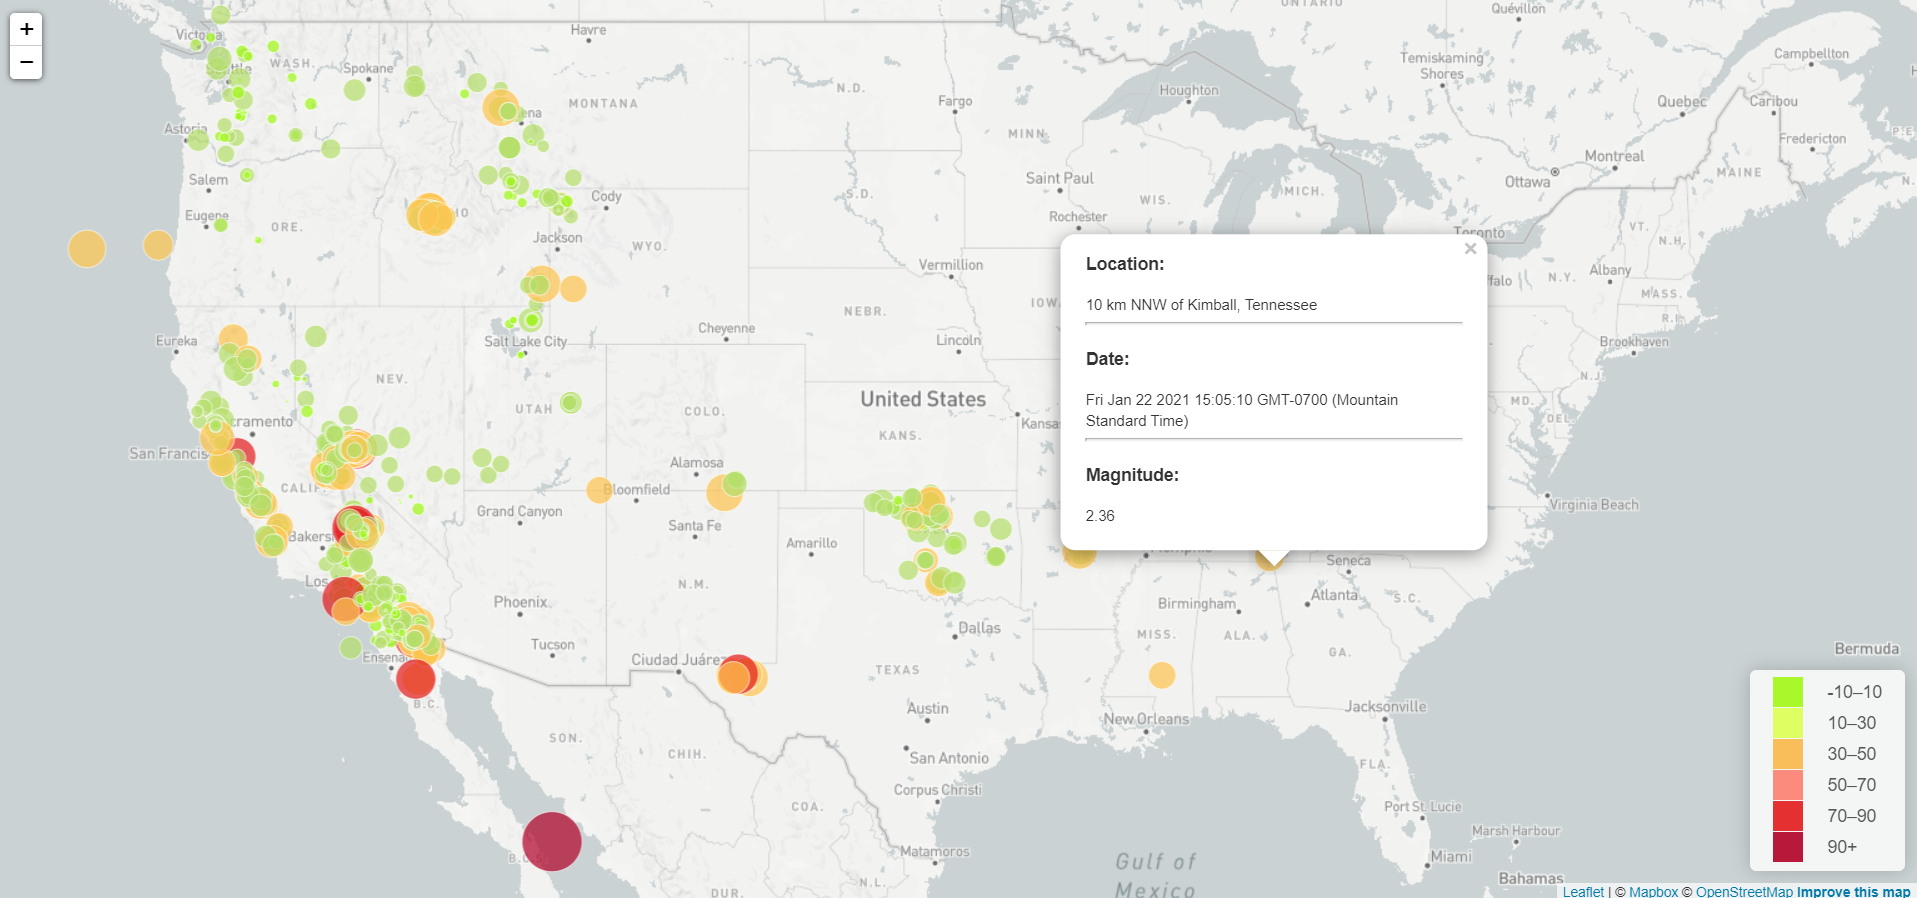 +
−
ONTARIO
Quévillon
Victoria
Havre
WASH.
Seattle
Spokane
Temiskaming
Shores
Campbellton
MONTANA
N.D.
Fargo
Houghton
Quebec
Caribou
Helena
Astoria
MINN.
Fredericton
P.E.
Montreal
Salem
Saint Paul
Ottawa
MAINE
Cody
S.D.
WIS.
MICH.
Eugene
ORE.
Rochester
VT.
Jackson
WYO.
Toronto
N.H.
Vermillion
Albany
N.Y.
MASS.
IOW
NEBR.
R.I.
Eureka
Cheyenne
Salt Lake City
Lincoln
Brookhaven
NEV.
N.J.
UTAH
COLO.
United States
MD.
DEL.
Sacramento
KANS.
Kansas
San Francisco
Alamosa
CALIF.
Bloomfield
Grand Canyon
Virginia Beach
Santa Fe
Bakersfield
Amarillo
Memphis
Seneca
Los
N.M.
Phoenix
Birmingham
Atlanta
S.C.
Dallas
MISS.
ALA.
Tucson
GA.
Ensenada
Ciudad Juárez
TEXAS
Bermuda
B.C.
Austin
New Orleans
Jacksonville
SON.
CHIH.
San Antonio
FLA.
Corpus Christi
COA.
Port St. Lucie
Marsh Harbour
B.C.S.
Matamoros
Gulf of
Mexico
Miami
N.L.
DUR.
Bahamas
×
Location:
10 km NNW of Kimball, Tennessee
Date:
Fri Jan 22 2021 15:05:10 GMT-0700 (Mountain
Standard Time)
Magnitude:
2.36
-10–10
10–30
30–50
50–70
70–90
90+
Leaflet | © Mapbox © OpenStreetMap Improve this map